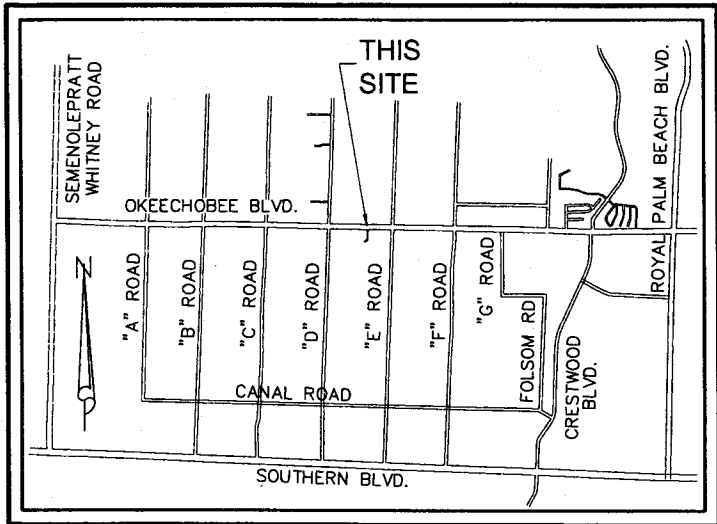 THIS
SITE
SEMENOLEPRATT
WHITNEY ROAD
ROYAL PALM BEACH BLVD.
OKEECHOBEE BLVD.
N
"A" ROAD
"B" ROAD
"C" ROAD
"D" ROAD
"E" ROAD
"F" ROAD
"G" ROAD
FOLSOM RD
CRESTWOOD
BLVD.
CANAL ROAD
SOUTHERN BLVD.